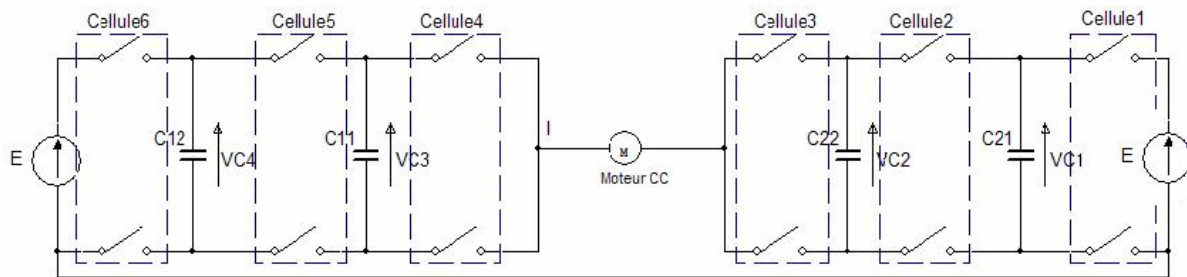 Cellule6 Cellule5 Cellule4 Cellule3 Cellule2 Cellule1
I
C12 C11 C22 C21
E VC4 VC3 M VC2 VC1 E
Moteur CC